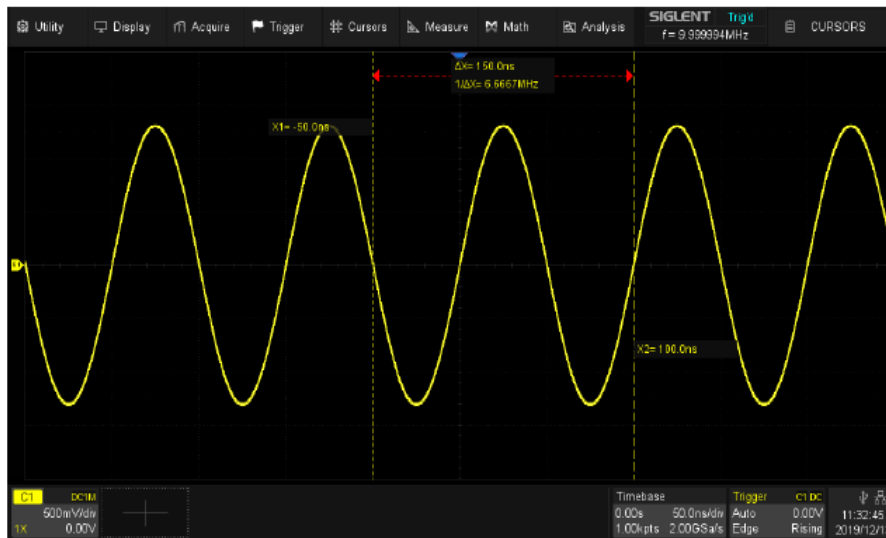 Utility Display Acquire Trigger Cursors Measure Math Analysis SIGLENT Trig'd CURSORS
f = 9.999994MHz
ΔX= 150.0ns
1/ΔX= 6.6667MHz
X1= -50.0ns
X2= 100.0ns
C1 DC1M
500mV/div
1X 0.00V
Timebase
0.00s 50.0ns/div
1.00kpts 2.00GSa/s
Trigger C1 DC
Auto 0.00V
Edge Rising
11:32:45